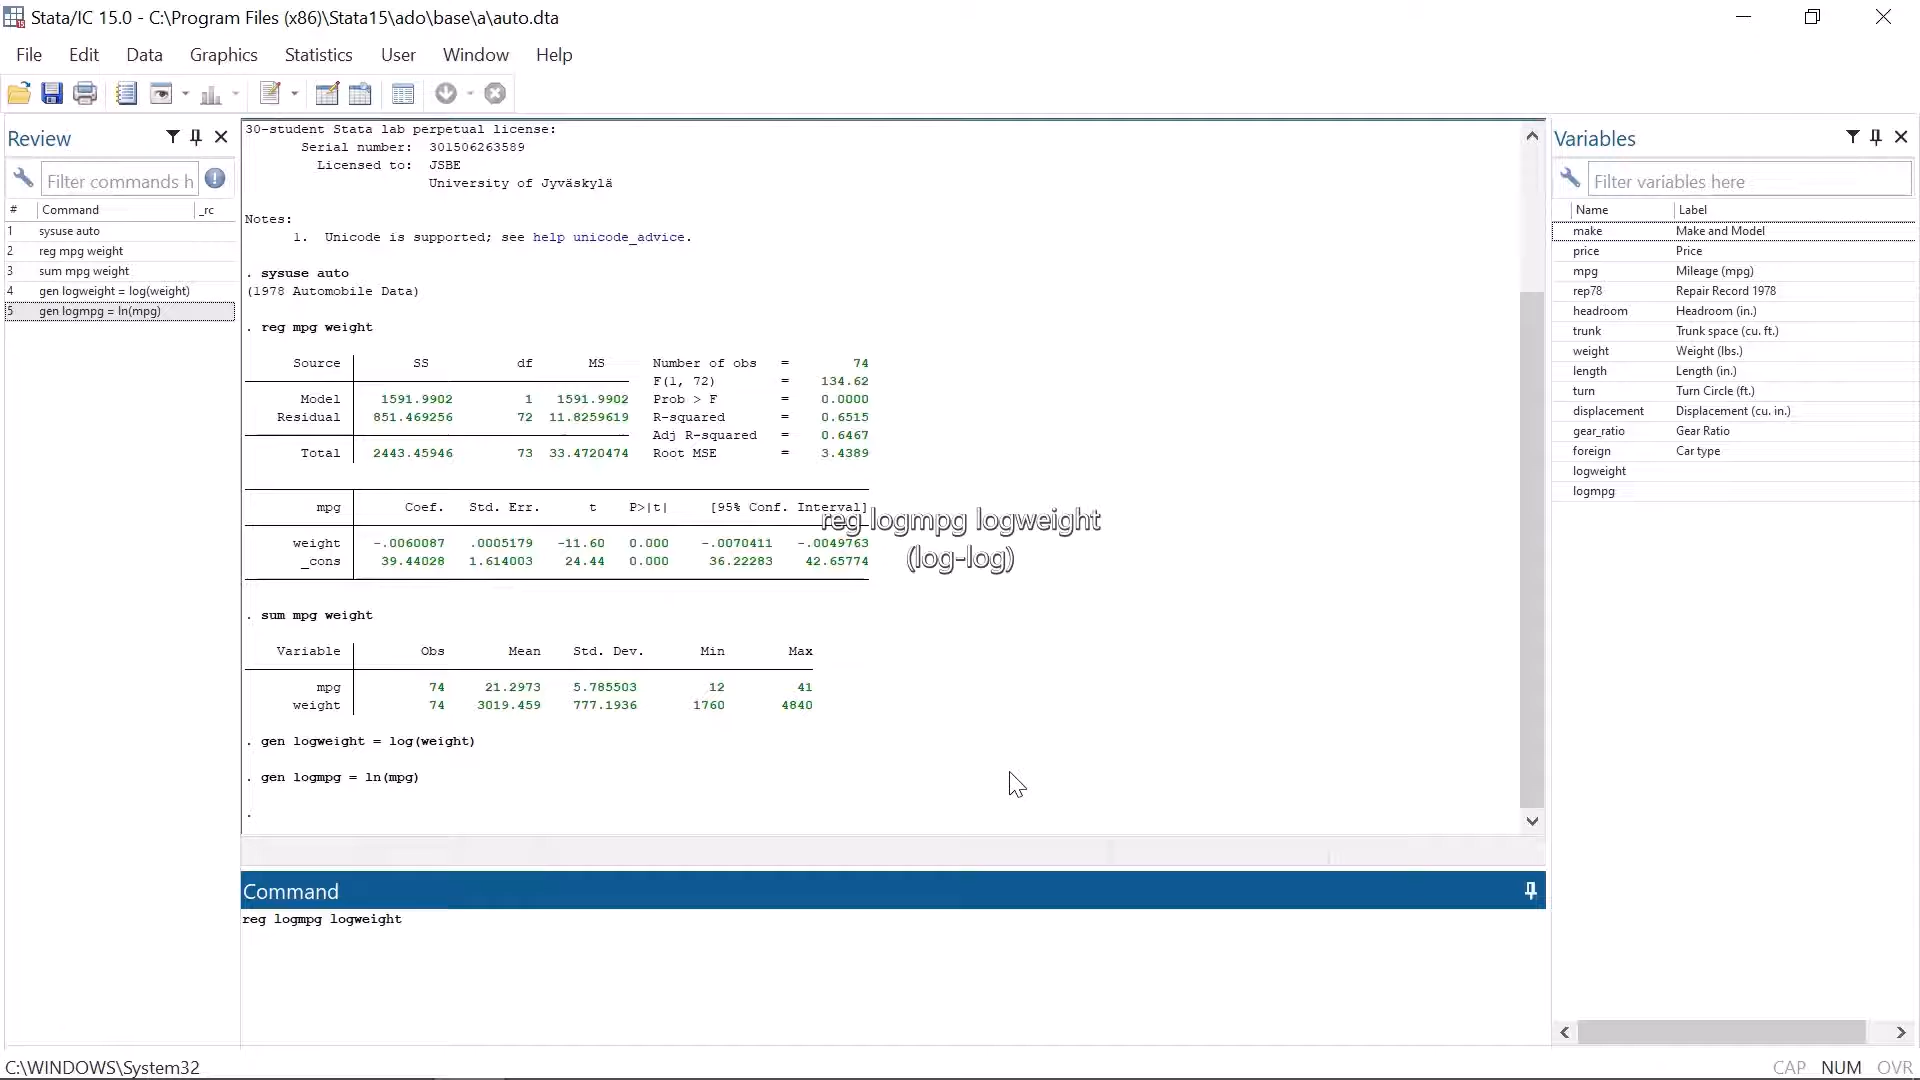 Stata/IC 15.0 - C:\Program Files (x86)\Stata15\ado\base\a\auto.dta
File Edit Data Graphics Statistics User Window Help
Review
Filter commands h
# Command _rc
1 sysuse auto
2 reg mpg weight
3 sum mpg weight
4 gen logweight = log(weight)
5 gen logmpg = ln(mpg)
30-student Stata lab perpetual license:
Serial number: 301506263589
Licensed to: JSBE
University of Jyväskylä
Notes:
1. Unicode is supported; see help unicode_advice.
. sysuse auto
(1978 Automobile Data)
. reg mpg weight
Source SS df MS Number of obs = 74
F(1, 72) = 134.62
Model 1591.9902 1 1591.9902 Prob > F = 0.0000
Residual 851.469256 72 11.8259619 R-squared = 0.6515
Adj R-squared = 0.6467
Total 2443.45946 73 33.4720474 Root MSE = 3.4389
mpg Coef. Std. Err. t P>|t| [95% Conf. Interval]
weight -.0060087 .0005179 -11.60 0.000 -.0070411 -.0049763
_cons 39.44028 1.614003 24.44 0.000 36.22283 42.65774
reg logmpg logweight
(log-log)
. sum mpg weight
Variable Obs Mean Std. Dev. Min Max
mpg 74 21.2973 5.785503 12 41
weight 74 3019.459 777.1936 1760 4840
. gen logweight = log(weight)
. gen logmpg = ln(mpg)
.
Command
reg logmpg logweight
Variables
Filter variables here
Name Label
make Make and Model
price Price
mpg Mileage (mpg)
rep78 Repair Record 1978
headroom Headroom (in.)
trunk Trunk space (cu. ft.)
weight Weight (lbs.)
length Length (in.)
turn Turn Circle (ft.)
displacement Displacement (cu. in.)
gear_ratio Gear Ratio
foreign Car type
logweight
logmpg
C:\WINDOWS\System32
CAP NUM OVR